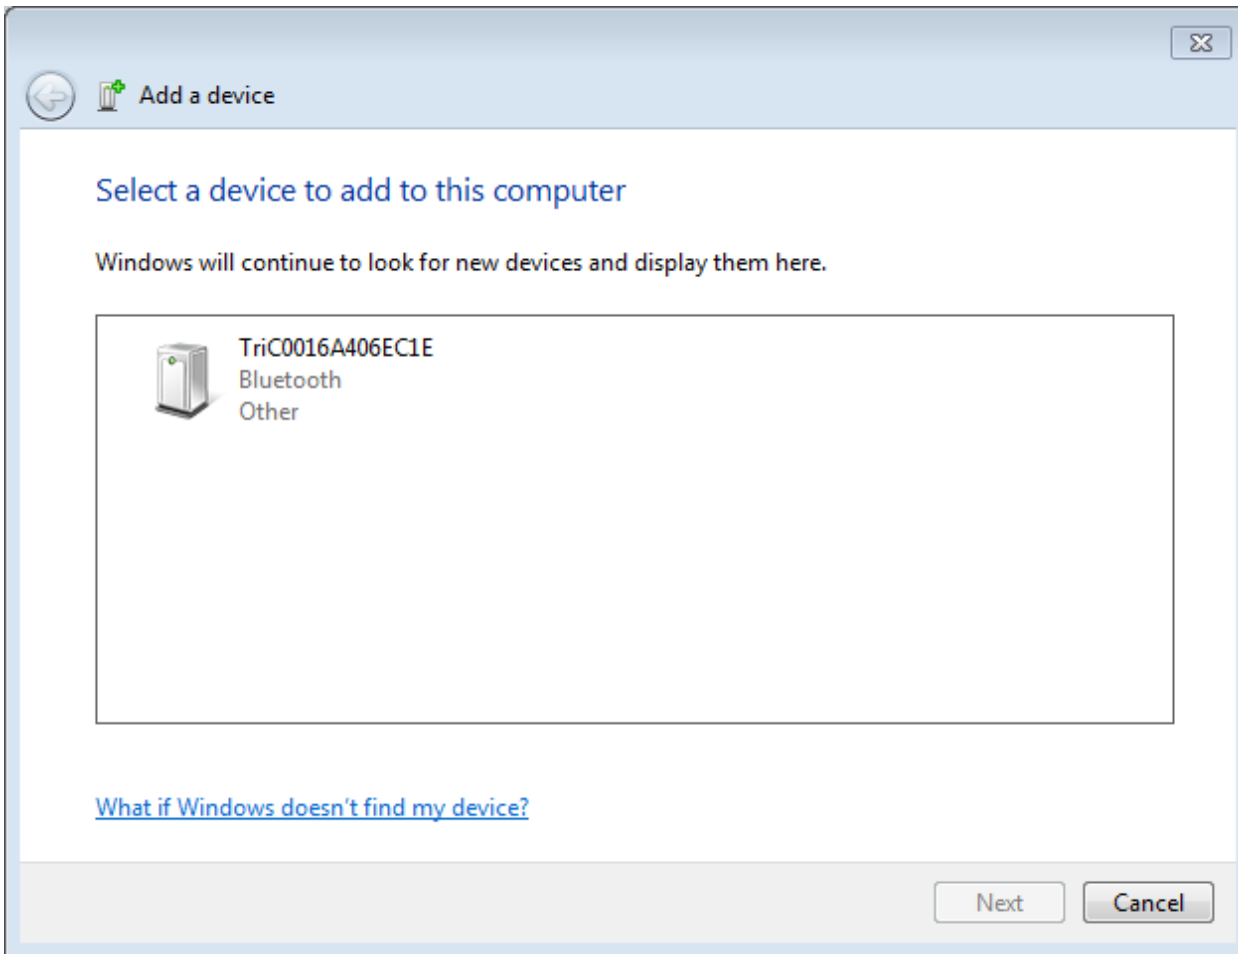 Add a device
Select a device to add to this computer
Windows will continue to look for new devices and display them here.
TriC0016A406EC1E
Bluetooth
Other
What if Windows doesn't find my device?
Next
Cancel